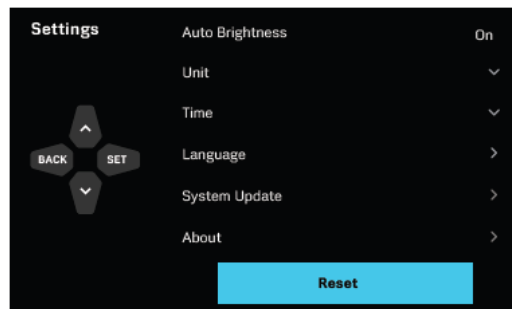 Settings
Auto Brightness On
Unit
Time
BACK SET
Language
System Update
About
Reset